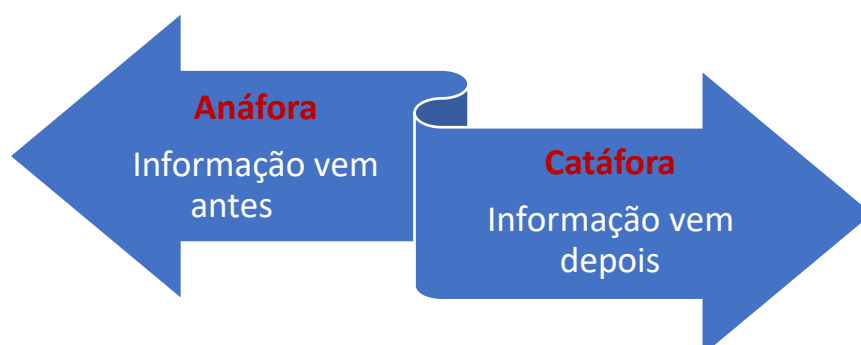 Anáfora
Informação vem
antes
Catáfora
Informação vem
depois